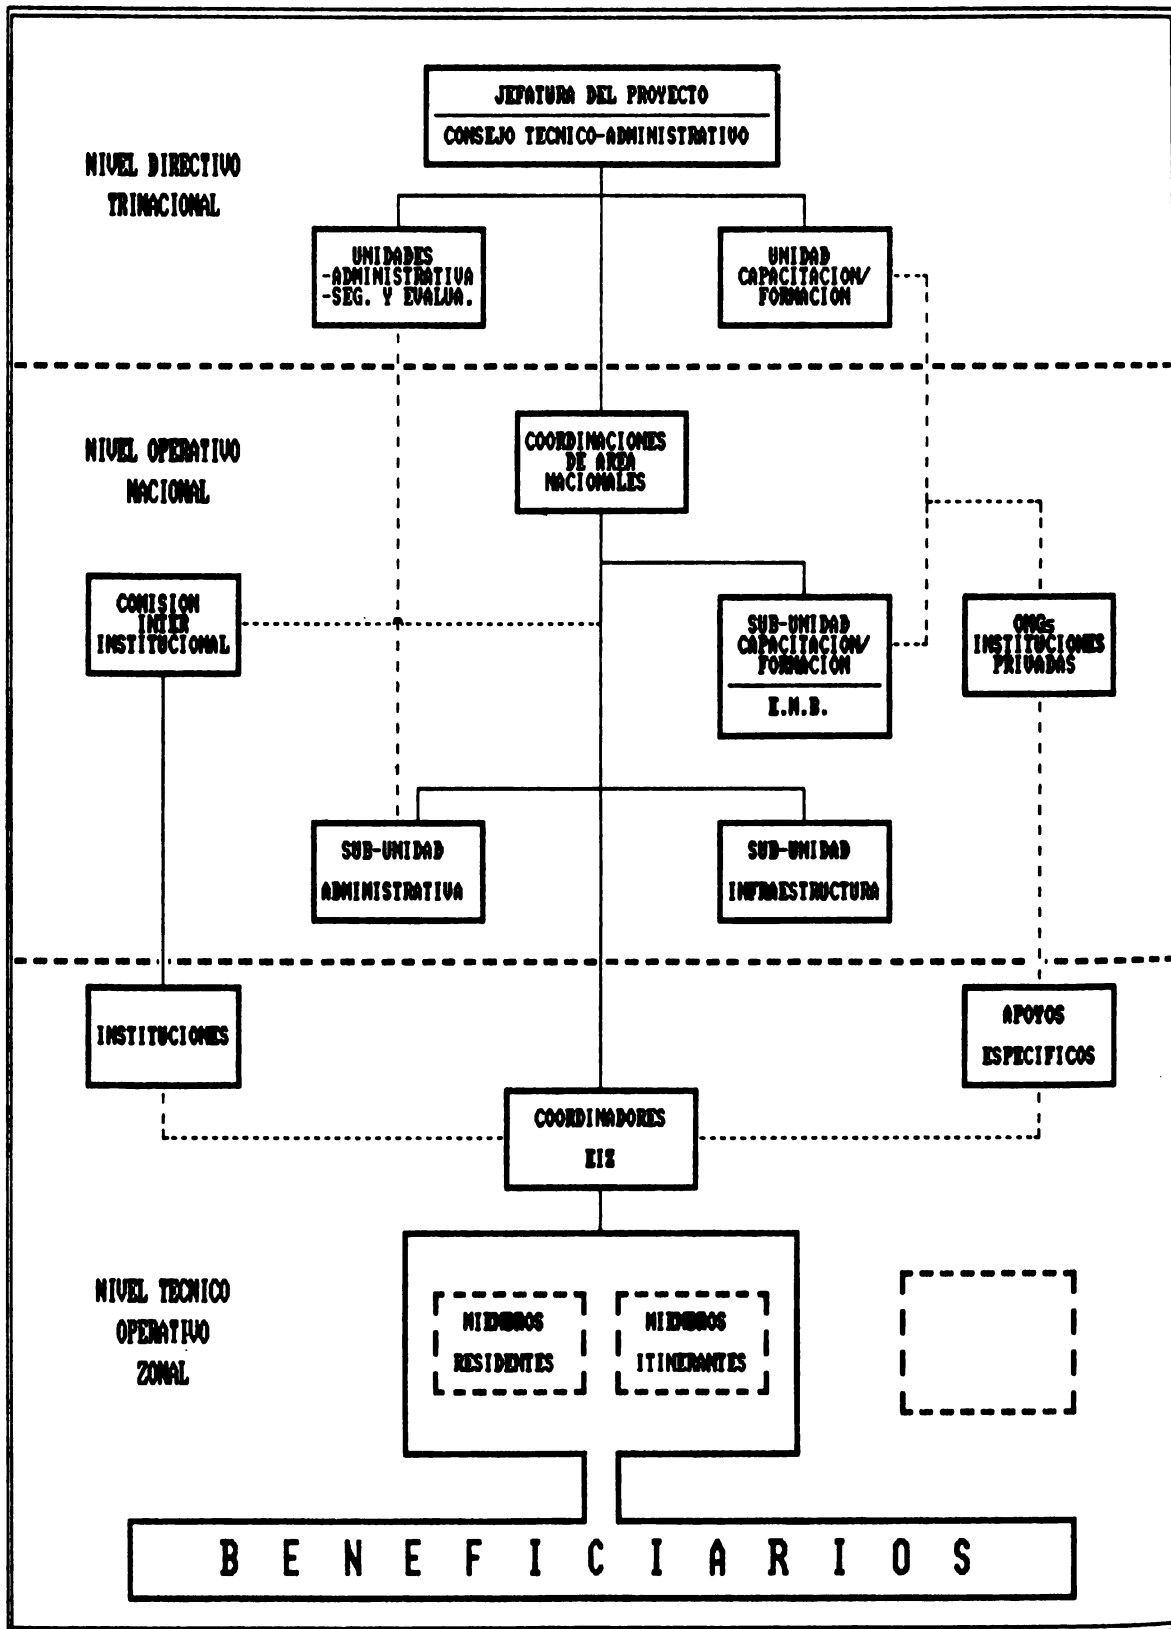 JEFATURA DEL PROYECTO
CONSEJO TECNICO-ADMINISTRATIVO
NIVEL DIRECTIVO
TRINACIONAL
UNIDADES
-ADMINISTRATIVA
-SEG. Y EVALUA.
UNIDAD
CAPACITACION/
FORMACION
NIVEL OPERATIVO
NACIONAL
COORDINACIONES
DE AREA
NACIONALES
COMISION
INTER
INSTITUCIONAL
SUB-UNIDAD
CAPACITACION/
FORMACION
E.M.B.
ONGs
INSTITUCIONES
PRIVADAS
SUB-UNIDAD
ADMINISTRATIVA
SUB-UNIDAD
INFRAESTRUCTURA
INSTITUCIONES
APOYOS
ESPECIFICOS
COORDINADORES
EIZ
NIVEL TECNICO
OPERATIVO
ZONAL
MIEMBROS
RESIDENTES
MIEMBROS
ITINERANTES
BENEFICIARIOS